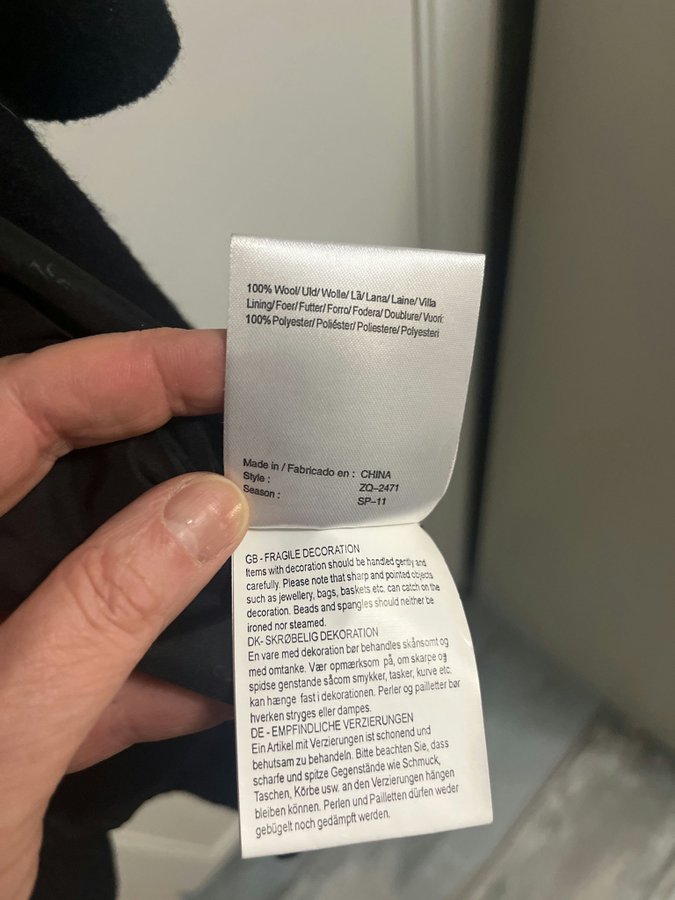 100% Wool/Uld/Wolle/Lã/Lana/Laine/Villa
Lining/Foer/Futter/Forro/Fodera/Doublure/Vuori:
100% Polyester/Poliéster/Poliestere/Polyesteri
Made in / Fabricado en : CHINA
Style : ZQ-2471
Season : SP-11
GB - FRAGILE DECORATION
Items with decoration should be handled gently and
carefully. Please note that sharp and pointed objects
such as jewellery, bags, baskets etc. can catch on the
decoration. Beads and spangles should neither be
ironed nor steamed.
DK- SKRØBELIG DEKORATION
En vare med dekoration bør behandles skånsomt og
med omtanke. Vær opmærksom på, om skarpe og
spidse genstande såcom smykker, tasker, kurve etc.
kan hænge fast i dekorationen. Perler og pailletter bør
hverken stryges eller dampes.
DE - EMPFINDLICHE VERZIERUNGEN
Ein Artikel mit Verzierungen ist schonend und
behutsam zu behandeln. Bitte beachten Sie, dass
scharfe und spitze Gegenstände wie Schmuck,
Taschen, Körbe usw. an den Verzierungen hängen
bleiben können. Perlen und Pailletten dürfen weder
gebügelt noch gedämpft werden.